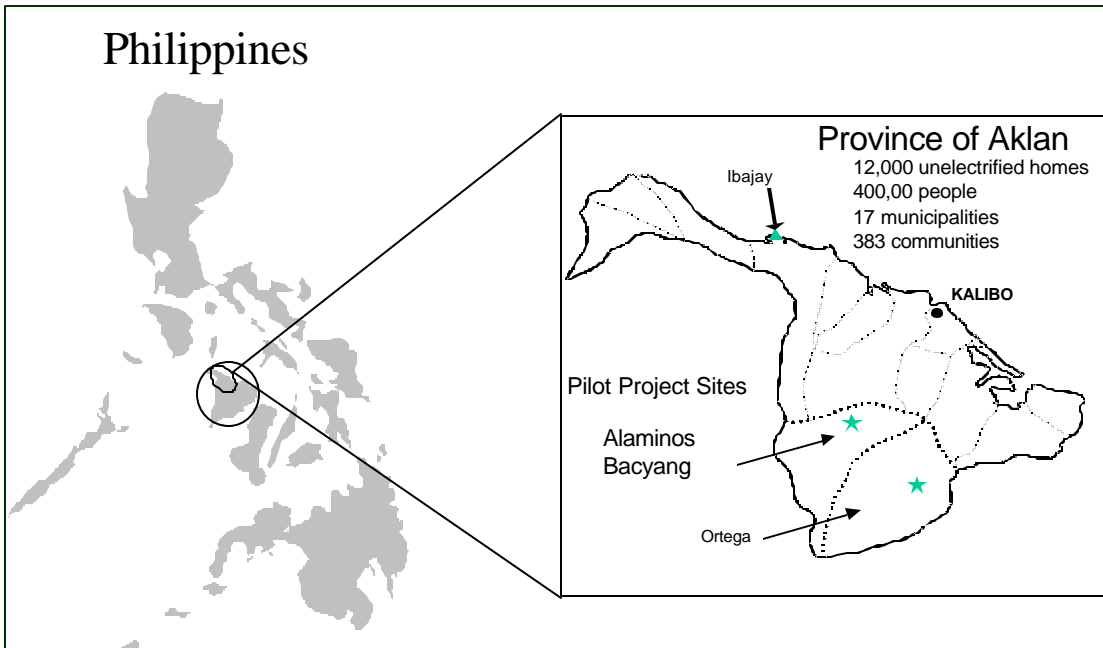 Philippines
Province of Aklan
12,000 unelectrified homes
400,00 people
17 municipalities
383 communities
Ibajay
KALIBO
Pilot Project Sites
Alaminos
Bacyang
Ortega